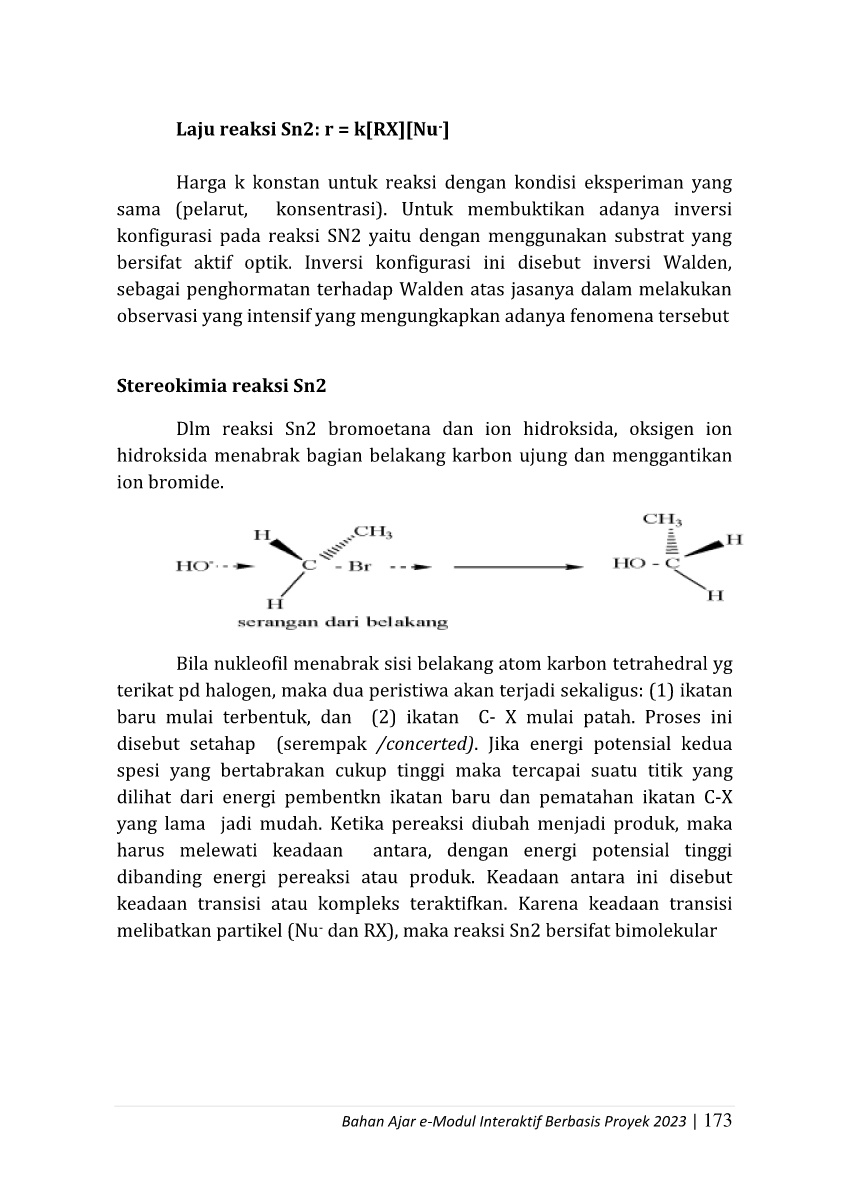 Laju reaksi Sn2: r = k[RX][Nu-]
Harga k konstan untuk reaksi dengan kondisi eksperiman yang
sama (pelarut, konsentrasi). Untuk membuktikan adanya inversi
konfigurasi pada reaksi SN2 yaitu dengan menggunakan substrat yang
bersifat aktif optik. Inversi konfigurasi ini disebut inversi Walden,
sebagai penghormatan terhadap Walden atas jasanya dalam melakukan
observasi yang intensif yang mengungkapkan adanya fenomena tersebut
Stereokimia reaksi Sn2
Dlm reaksi Sn2 bromoetana dan ion hidroksida, oksigen ion
hidroksida menabrak bagian belakang karbon ujung dan menggantikan
ion bromide.
H CH3
HO- C - Br
H
serangan dari belakang
CH3
H
HO - C
H
Bila nukleofil menabrak sisi belakang atom karbon tetrahedral yg
terikat pd halogen, maka dua peristiwa akan terjadi sekaligus: (1) ikatan
baru mulai terbentuk, dan (2) ikatan C- X mulai patah. Proses ini
disebut setahap (serempak /concerted). Jika energi potensial kedua
spesi yang bertabrakan cukup tinggi maka tercapai suatu titik yang
dilihat dari energi pembentkn ikatan baru dan pematahan ikatan C-X
yang lama jadi mudah. Ketika pereaksi diubah menjadi produk, maka
harus melewati keadaan antara, dengan energi potensial tinggi
dibanding energi pereaksi atau produk. Keadaan antara ini disebut
keadaan transisi atau kompleks teraktifkan. Karena keadaan transisi
melibatkan partikel (Nu- dan RX), maka reaksi Sn2 bersifat bimolekular
Bahan Ajar e-Modul Interaktif Berbasis Proyek 2023 | 173